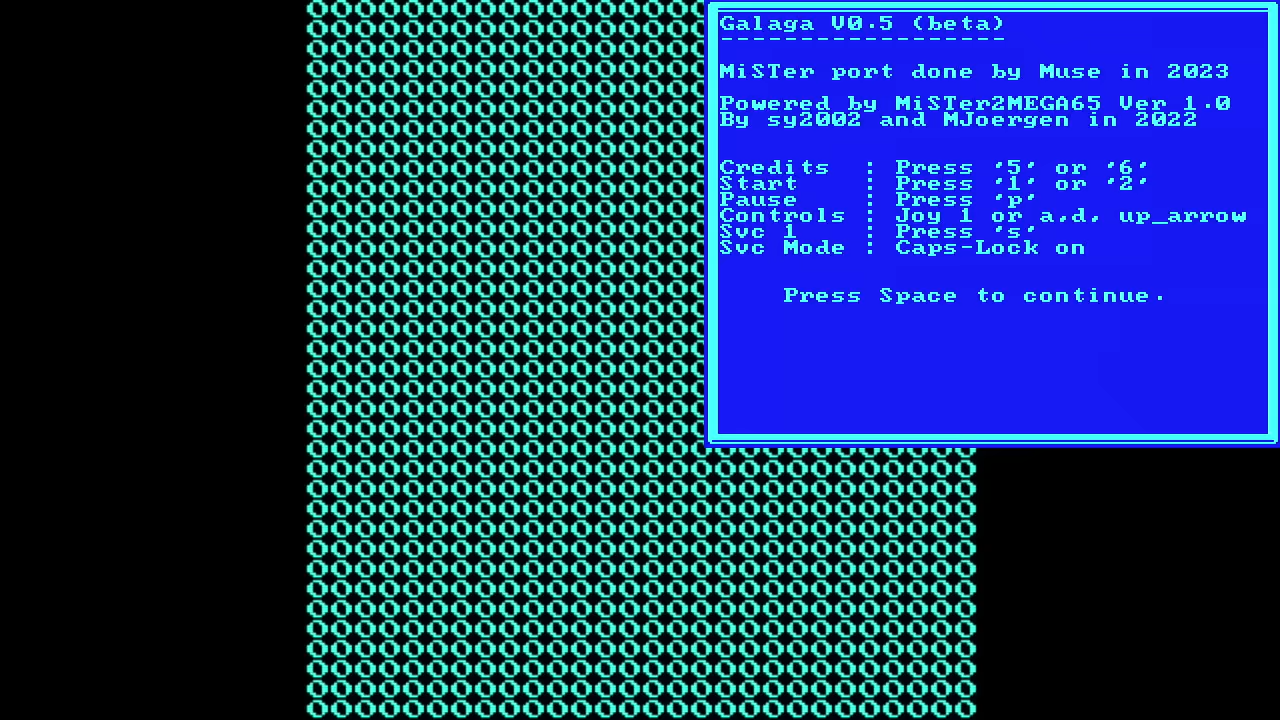 Galaga V0.5 (beta)
------------------
MiSTer port done by Muse in 2023
Powered by MiSTer2MEGA65 Ver 1.0
By sy2002 and MJoergen in 2022
Credits : Press '5' or '6'
Start : Press '1' or '2'
Pause : Press 'p'
Controls : Joy 1 or a,d, up_arrow
Svc 1 : Press 's'
Svc Mode : Caps-Lock on
Press Space to continue.